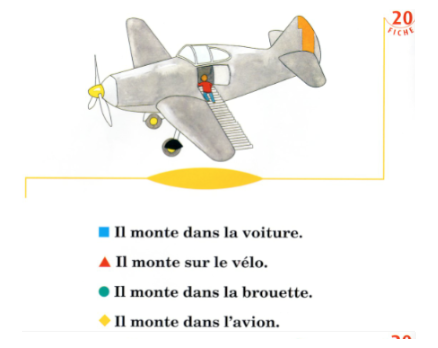 20
FICHE
Il monte dans la voiture.
Il monte sur le vélo.
Il monte dans la brouette.
Il monte dans l'avion.